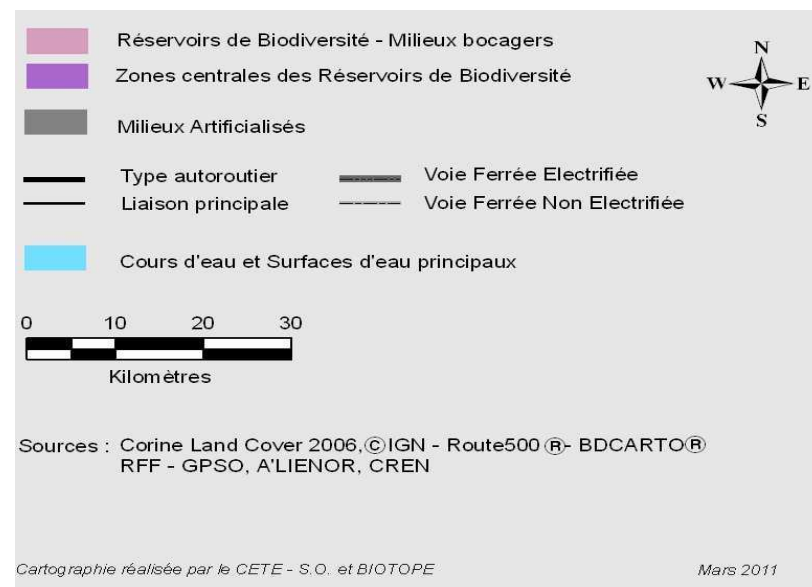 Réservoirs de Biodiversité - Milieux bocagers
Zones centrales des Réservoirs de Biodiversité
N
W E
S
Milieux Artificialisés
Type autoroutier Voie Ferrée Electrifiée
Liaison principale Voie Ferrée Non Electrifiée
Cours d'eau et Surfaces d'eau principaux
0 10 20 30
Kilomètres
Sources : Corine Land Cover 2006,©IGN - Route500 ®- BDCARTO®
RFF - GPSO, A'LIENOR, CREN
Cartographie réalisée par le CETE - S.O. et BIOTOPE Mars 2011